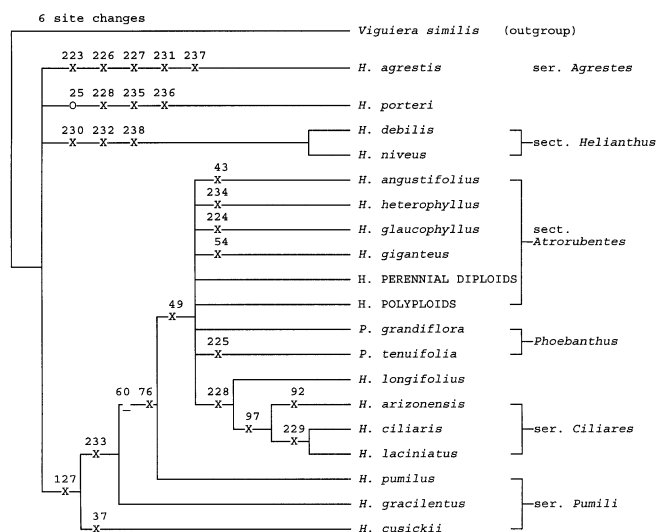 6 site changes
Viguiera similis (outgroup)
223 226 227 231 237
X X X X X H. agrestis ser. Agrestes
25 228 235 236
O X X X H. porteri
230 232 238 H. debilis
X X X sect. Helianthus
H. niveus
43
X H. angustifolius
234
X H. heterophyllus
224 sect.
X H. glaucophyllus Atrorubentes
54
X H. giganteus
H. PERENNIAL DIPLOIDS
49 H. POLYPLOIDS
X
P. grandiflora
225 Phoebanthus
X P. tenuifolia
60 76 228 H. longifolius
_ X X 92
97 X H. arizonensis
X 229 H. ciliaris ser. Ciliares
233 X
X H. laciniatus
127 H. pumilus
X H. gracilentus ser. Pumili
37
X H. cusickii